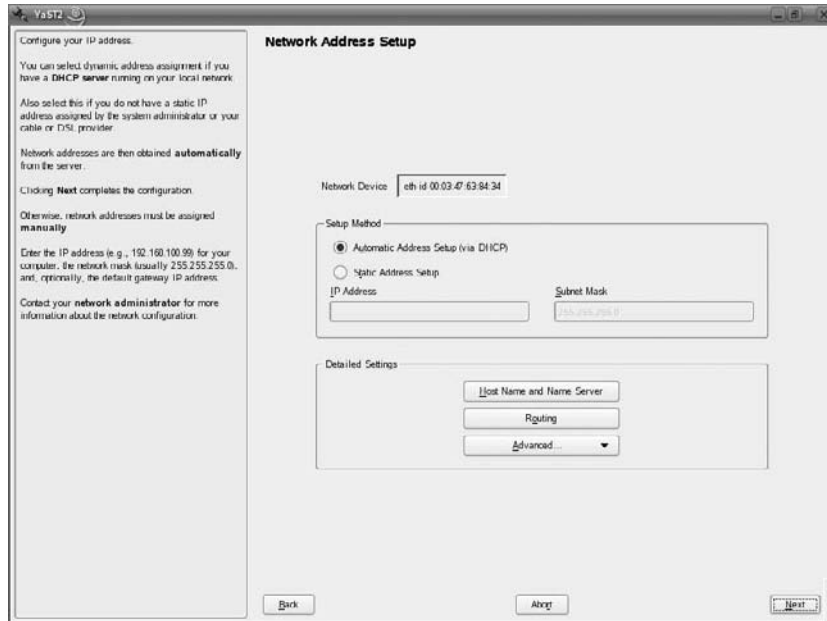 YaST2
Configure your IP address.
You can select dynamic address assignment if you
have a DHCP server running on your local network.
Also select this if you do not have a static IP
address assigned by the system administrator or your
cable or DSL provider.
Network addresses are then obtained automatically
from the server.
Clicking Next completes the configuration.
Otherwise, network addresses must be assigned
manually.
Enter the IP address (e.g., 192.168.100.99) for your
computer, the network mask (usually 255.255.255.0),
and, optionally, the default gateway IP address.
Contact your network administrator for more
information about the network configuration.
Network Address Setup
Network Device eth-id-00:03:47:63:84:34
Setup Method
Automatic Address Setup (via DHCP)
Static Address Setup
IP Address Subnet Mask
255.255.255.0
Detailed Settings
Host Name and Name Server
Routing
Advanced...
Back Abort Next